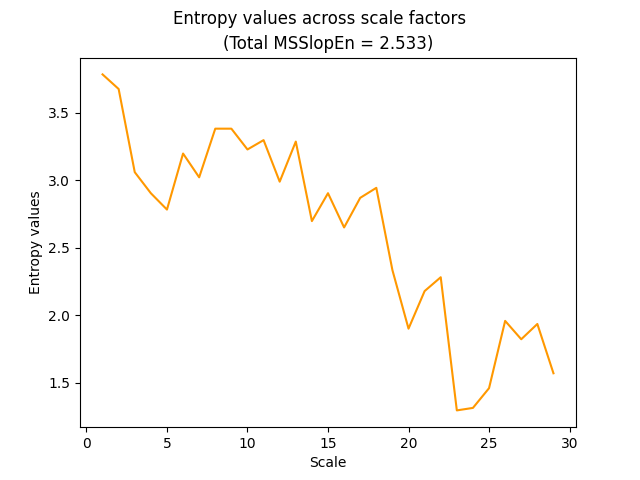 Entropy values across scale factors
(Total MSSlopEn = 2.533)
Entropy values
3.5
3.0
2.5
2.0
1.5
0 5 10 15 20 25 30
Scale